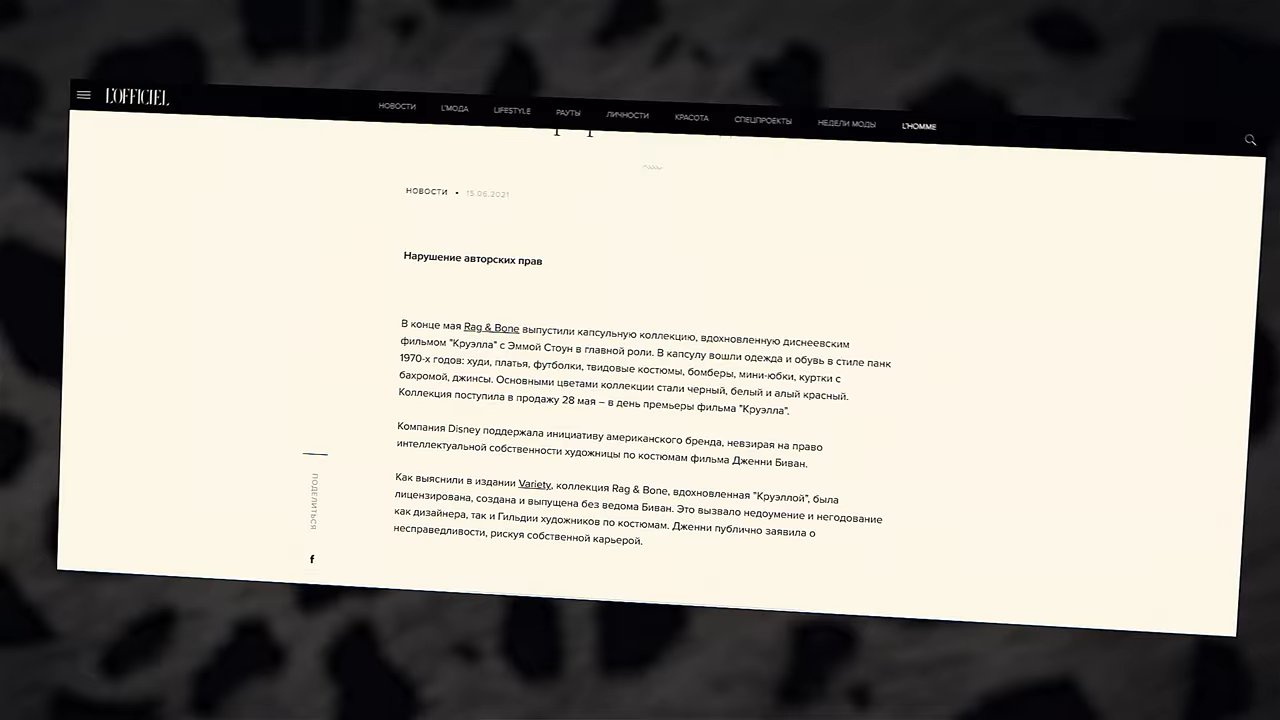 L'OFFICIEL
НОВОСТИ L'МОДА LIFESTYLE РАУТЫ ЛИЧНОСТИ КРАСОТА СПЕЦПРОЕКТЫ НЕДЕЛИ МОДЫ L'HOMME
НОВОСТИ • 15.06.2021
Нарушение авторских прав
В конце мая Rag & Bone выпустили капсульную коллекцию, вдохновленную диснеевским
фильмом "Круэлла" с Эммой Стоун в главной роли. В капсулу вошли одежда и обувь в стиле панк
1970-х годов: худи, платья, футболки, твидовые костюмы, бомберы, мини-юбки, куртки с
бахромой, джинсы. Основными цветами коллекции стали черный, белый и алый красный.
Коллекция поступила в продажу 28 мая – в день премьеры фильма "Круэлла".
Компания Disney поддержала инициативу американского бренда, невзирая на право
интеллектуальной собственности художницы по костюмам фильма Дженни Биван.
Как выяснили в издании Variety, коллекция Rag & Bone, вдохновленная "Круэллой", была
лицензирована, создана и выпущена без ведома Биван. Это вызвало недоумение и негодование
как дизайнера, так и Гильдии художников по костюмам. Дженни публично заявила о
несправедливости, рискуя собственной карьерой.
ПОДЕЛИТЬСЯ
f